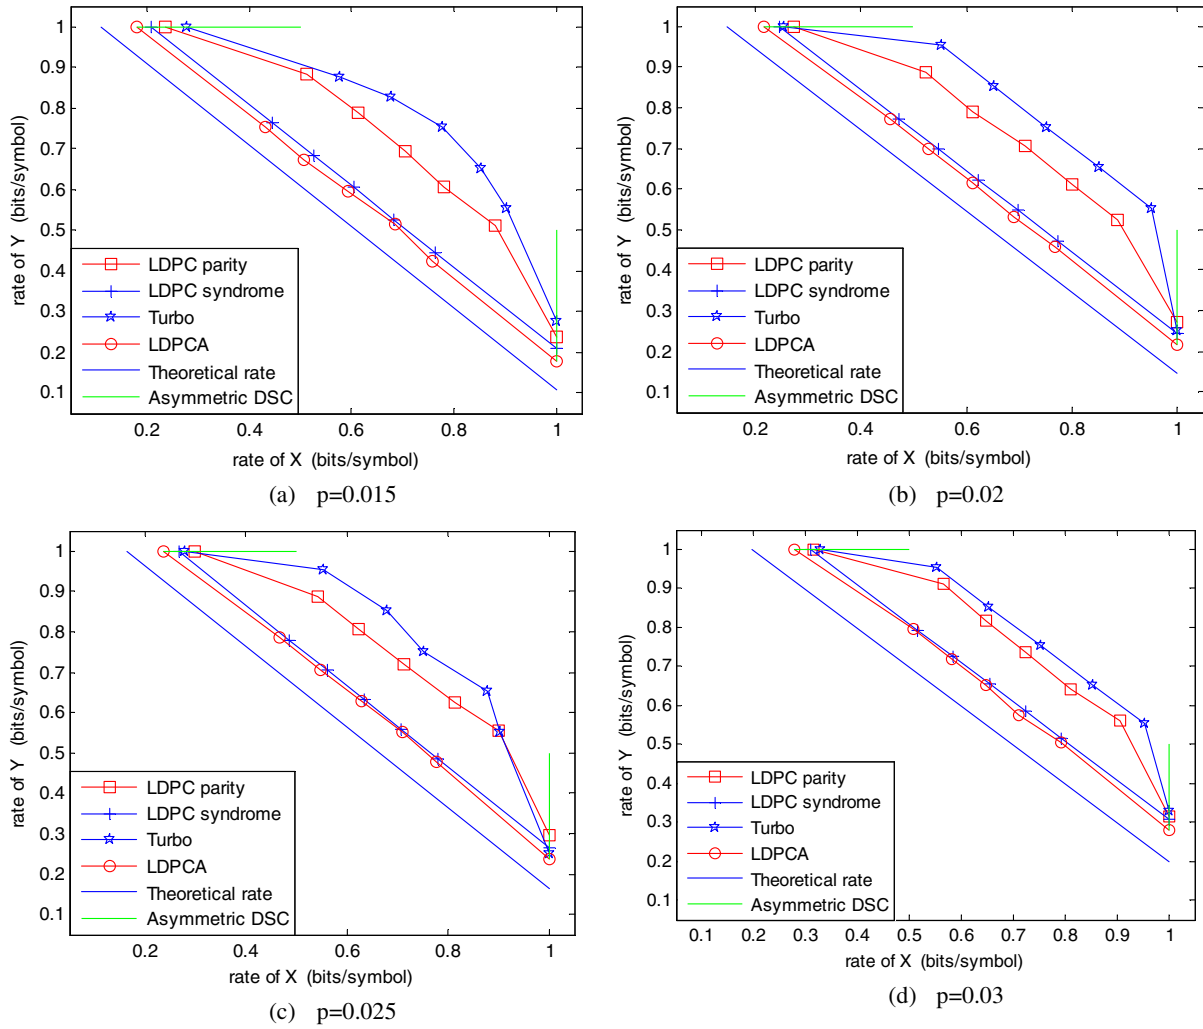 1
0.9
0.8
0.7
0.6
0.5
0.4
0.3
0.2
0.1
rate of Y (bits/symbol)
LDPC parity
LDPC syndrome
Turbo
LDPCA
Theoretical rate
Asymmetric DSC
0.2 0.4 0.6 0.8 1
rate of X (bits/symbol)
(a) p=0.015
1
0.9
0.8
0.7
0.6
0.5
0.4
0.3
0.2
0.1
rate of Y (bits/symbol)
LDPC parity
LDPC syndrome
Turbo
LDPCA
Theoretical rate
Asymmetric DSC
0.2 0.4 0.6 0.8 1
rate of X (bits/symbol)
(b) p=0.02
1
0.9
0.8
0.7
0.6
0.5
0.4
0.3
0.2
0.1
rate of Y (bits/symbol)
LDPC parity
LDPC syndrome
Turbo
LDPCA
Theoretical rate
Asymmetric DSC
0.2 0.4 0.6 0.8 1
rate of X (bits/symbol)
(c) p=0.025
1
0.9
0.8
0.7
0.6
0.5
0.4
0.3
0.2
0.1
rate of Y (bits/symbol)
LDPC parity
LDPC syndrome
Turbo
LDPCA
Theoretical rate
Asymmetric DSC
0.1 0.2 0.3 0.4 0.5 0.6 0.7 0.8 0.9 1
rate of X (bits/symbol)
(d) p=0.03